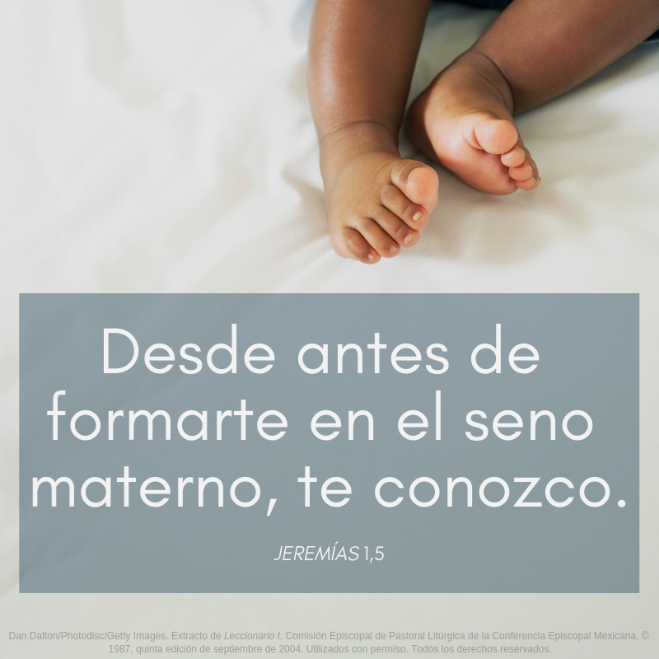 Desde antes de
formarte en el seno
materno, te conozco.
JEREMÍAS 1,5
Dan Dalton/Photodisc/Getty Images. Extracto de Leccionario I, Comisión Episcopal de Pastoral Litúrgica de la Conferencia Episcopal Mexicana. ©
1987, quinta edición de septiembre de 2004. Utilizados con permiso. Todos los derechos reservados.